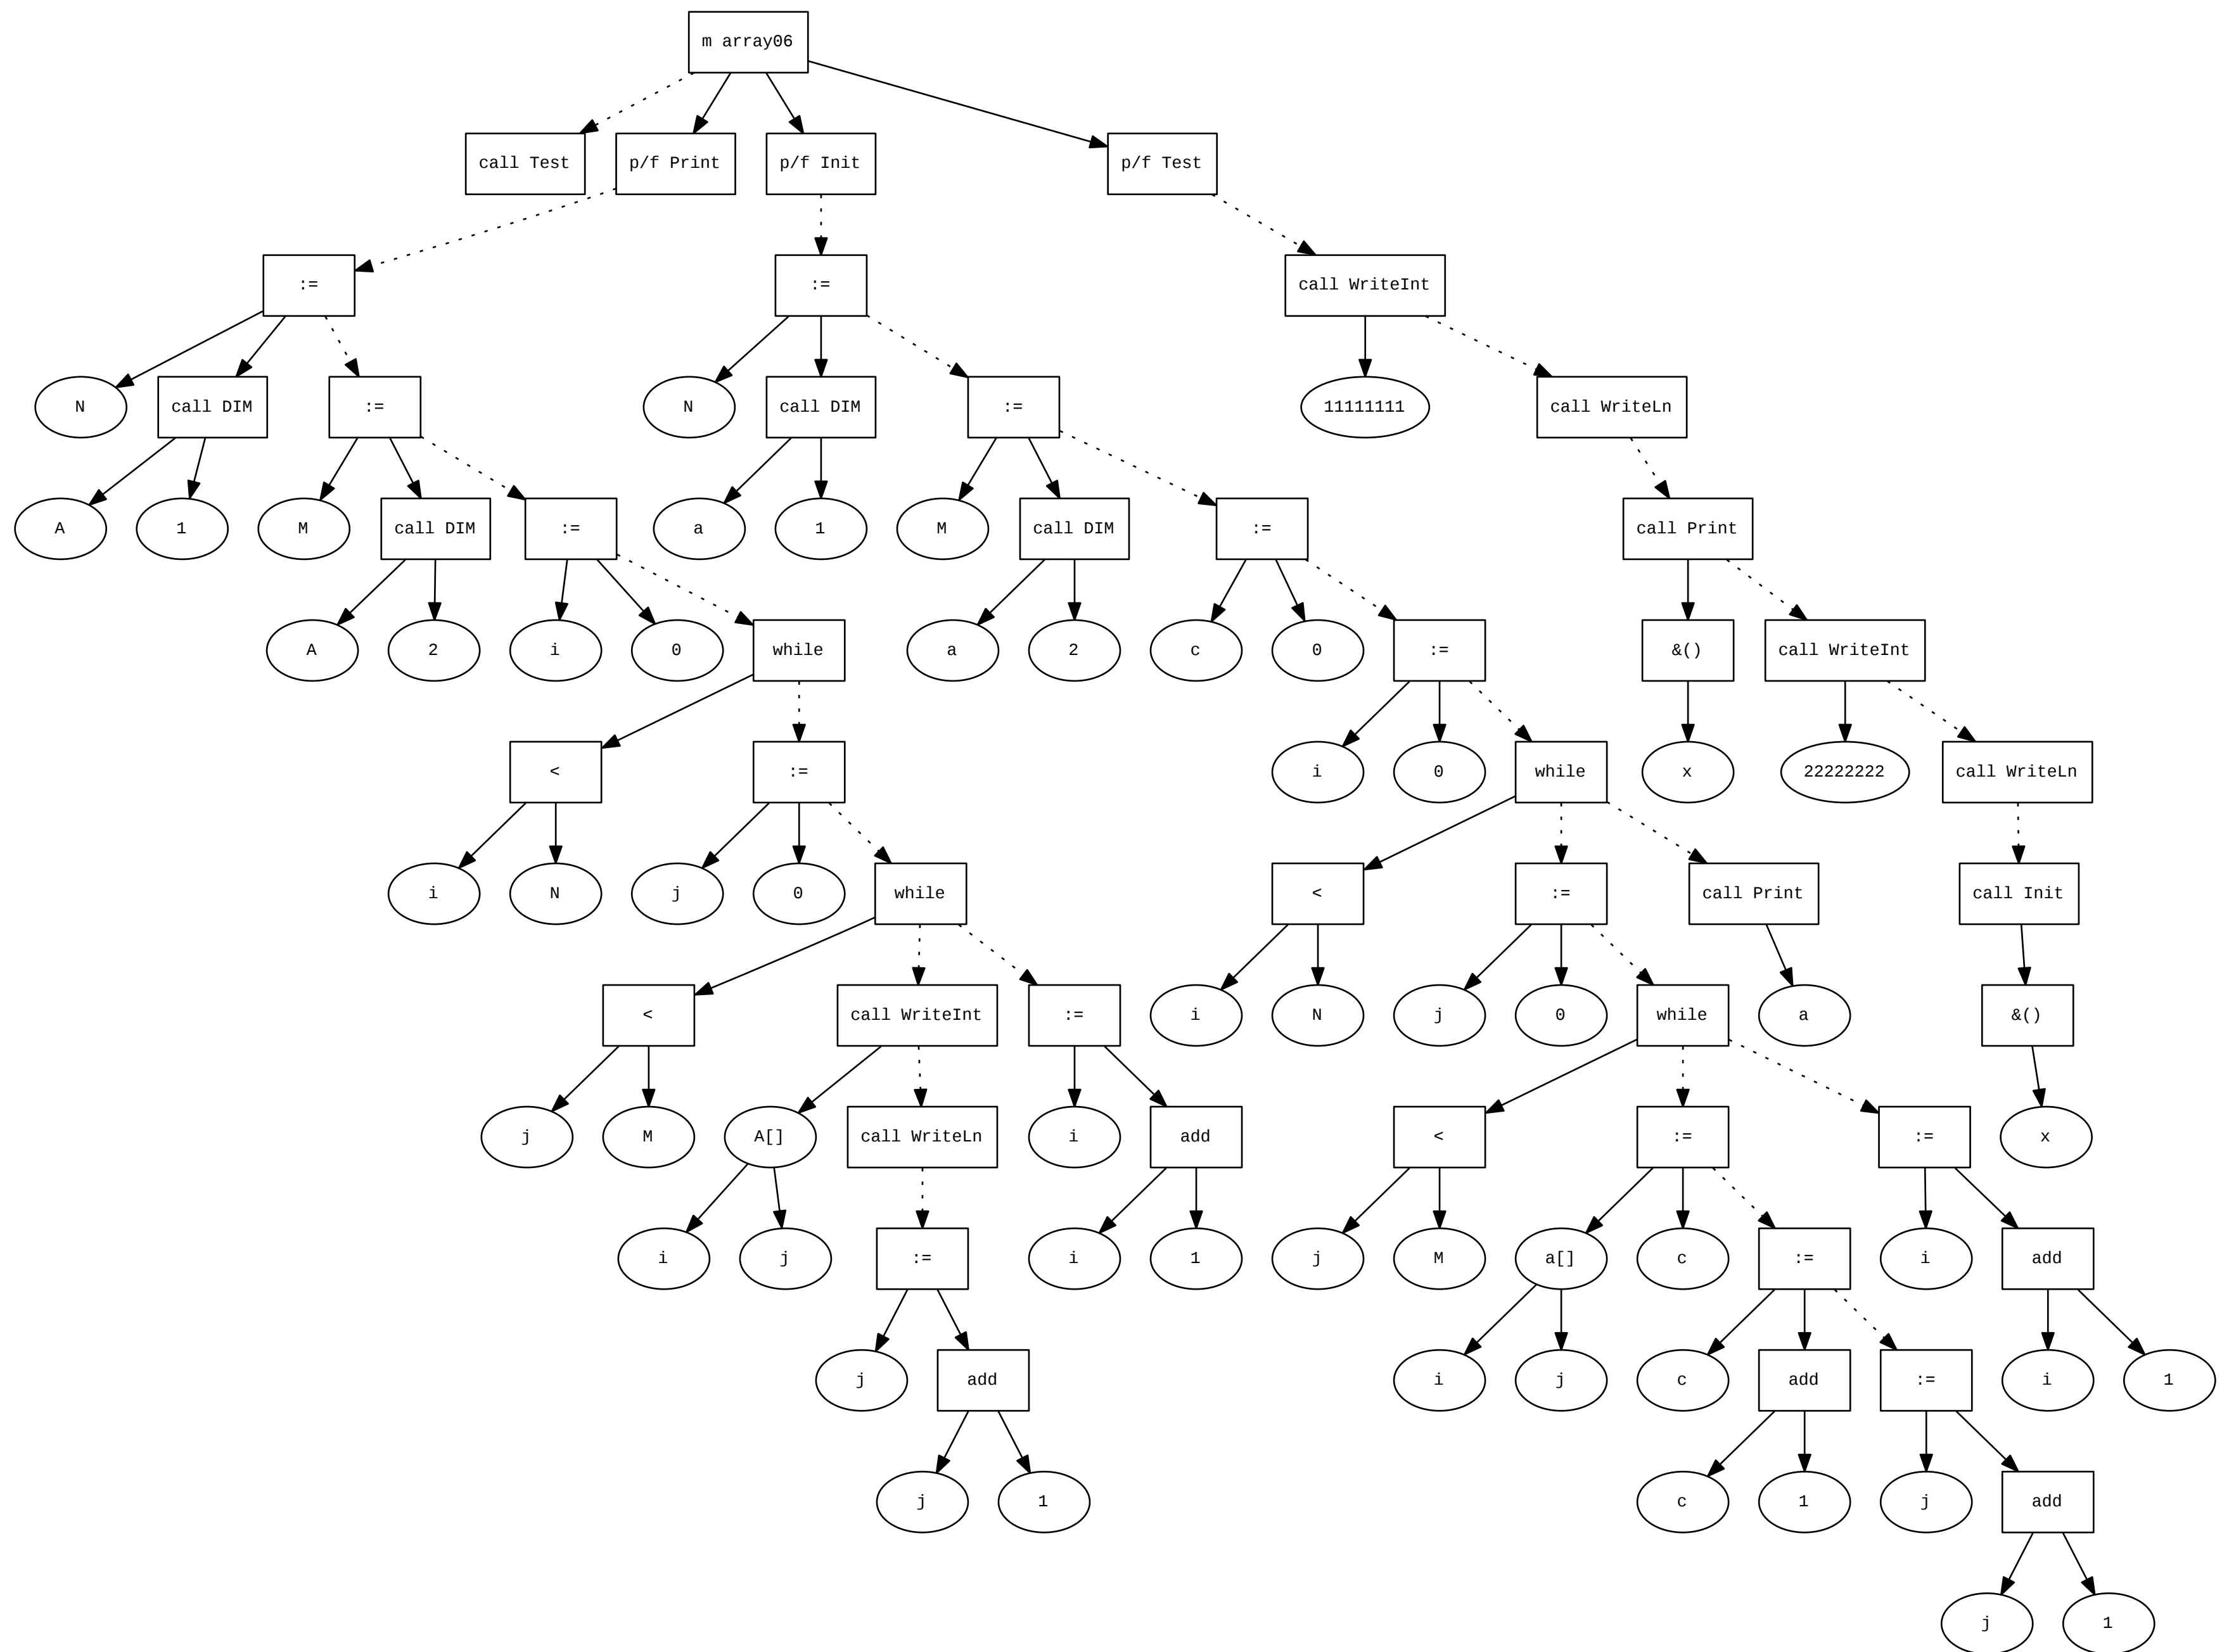 m array06
call Test
p/f Print
p/f Init
p/f Test
:=
:=
call WriteInt
N
call DIM
:=
N
call DIM
:=
11111111
call WriteLn
A
1
M
call DIM
:=
a
1
M
call DIM
:=
call Print
A
2
i
0
while
a
2
c
0
:=
&()
call WriteInt
<
:=
i
0
while
x
22222222
call WriteLn
i
N
j
0
while
<
:=
call Print
call Init
<
call WriteInt
:=
i
N
j
0
while
a
&()
j
M
A[]
call WriteLn
i
add
<
:=
:=
x
i
j
:=
i
1
j
M
a[]
c
:=
i
add
j
add
i
j
c
add
:=
i
1
j
1
c
1
j
add
j
1